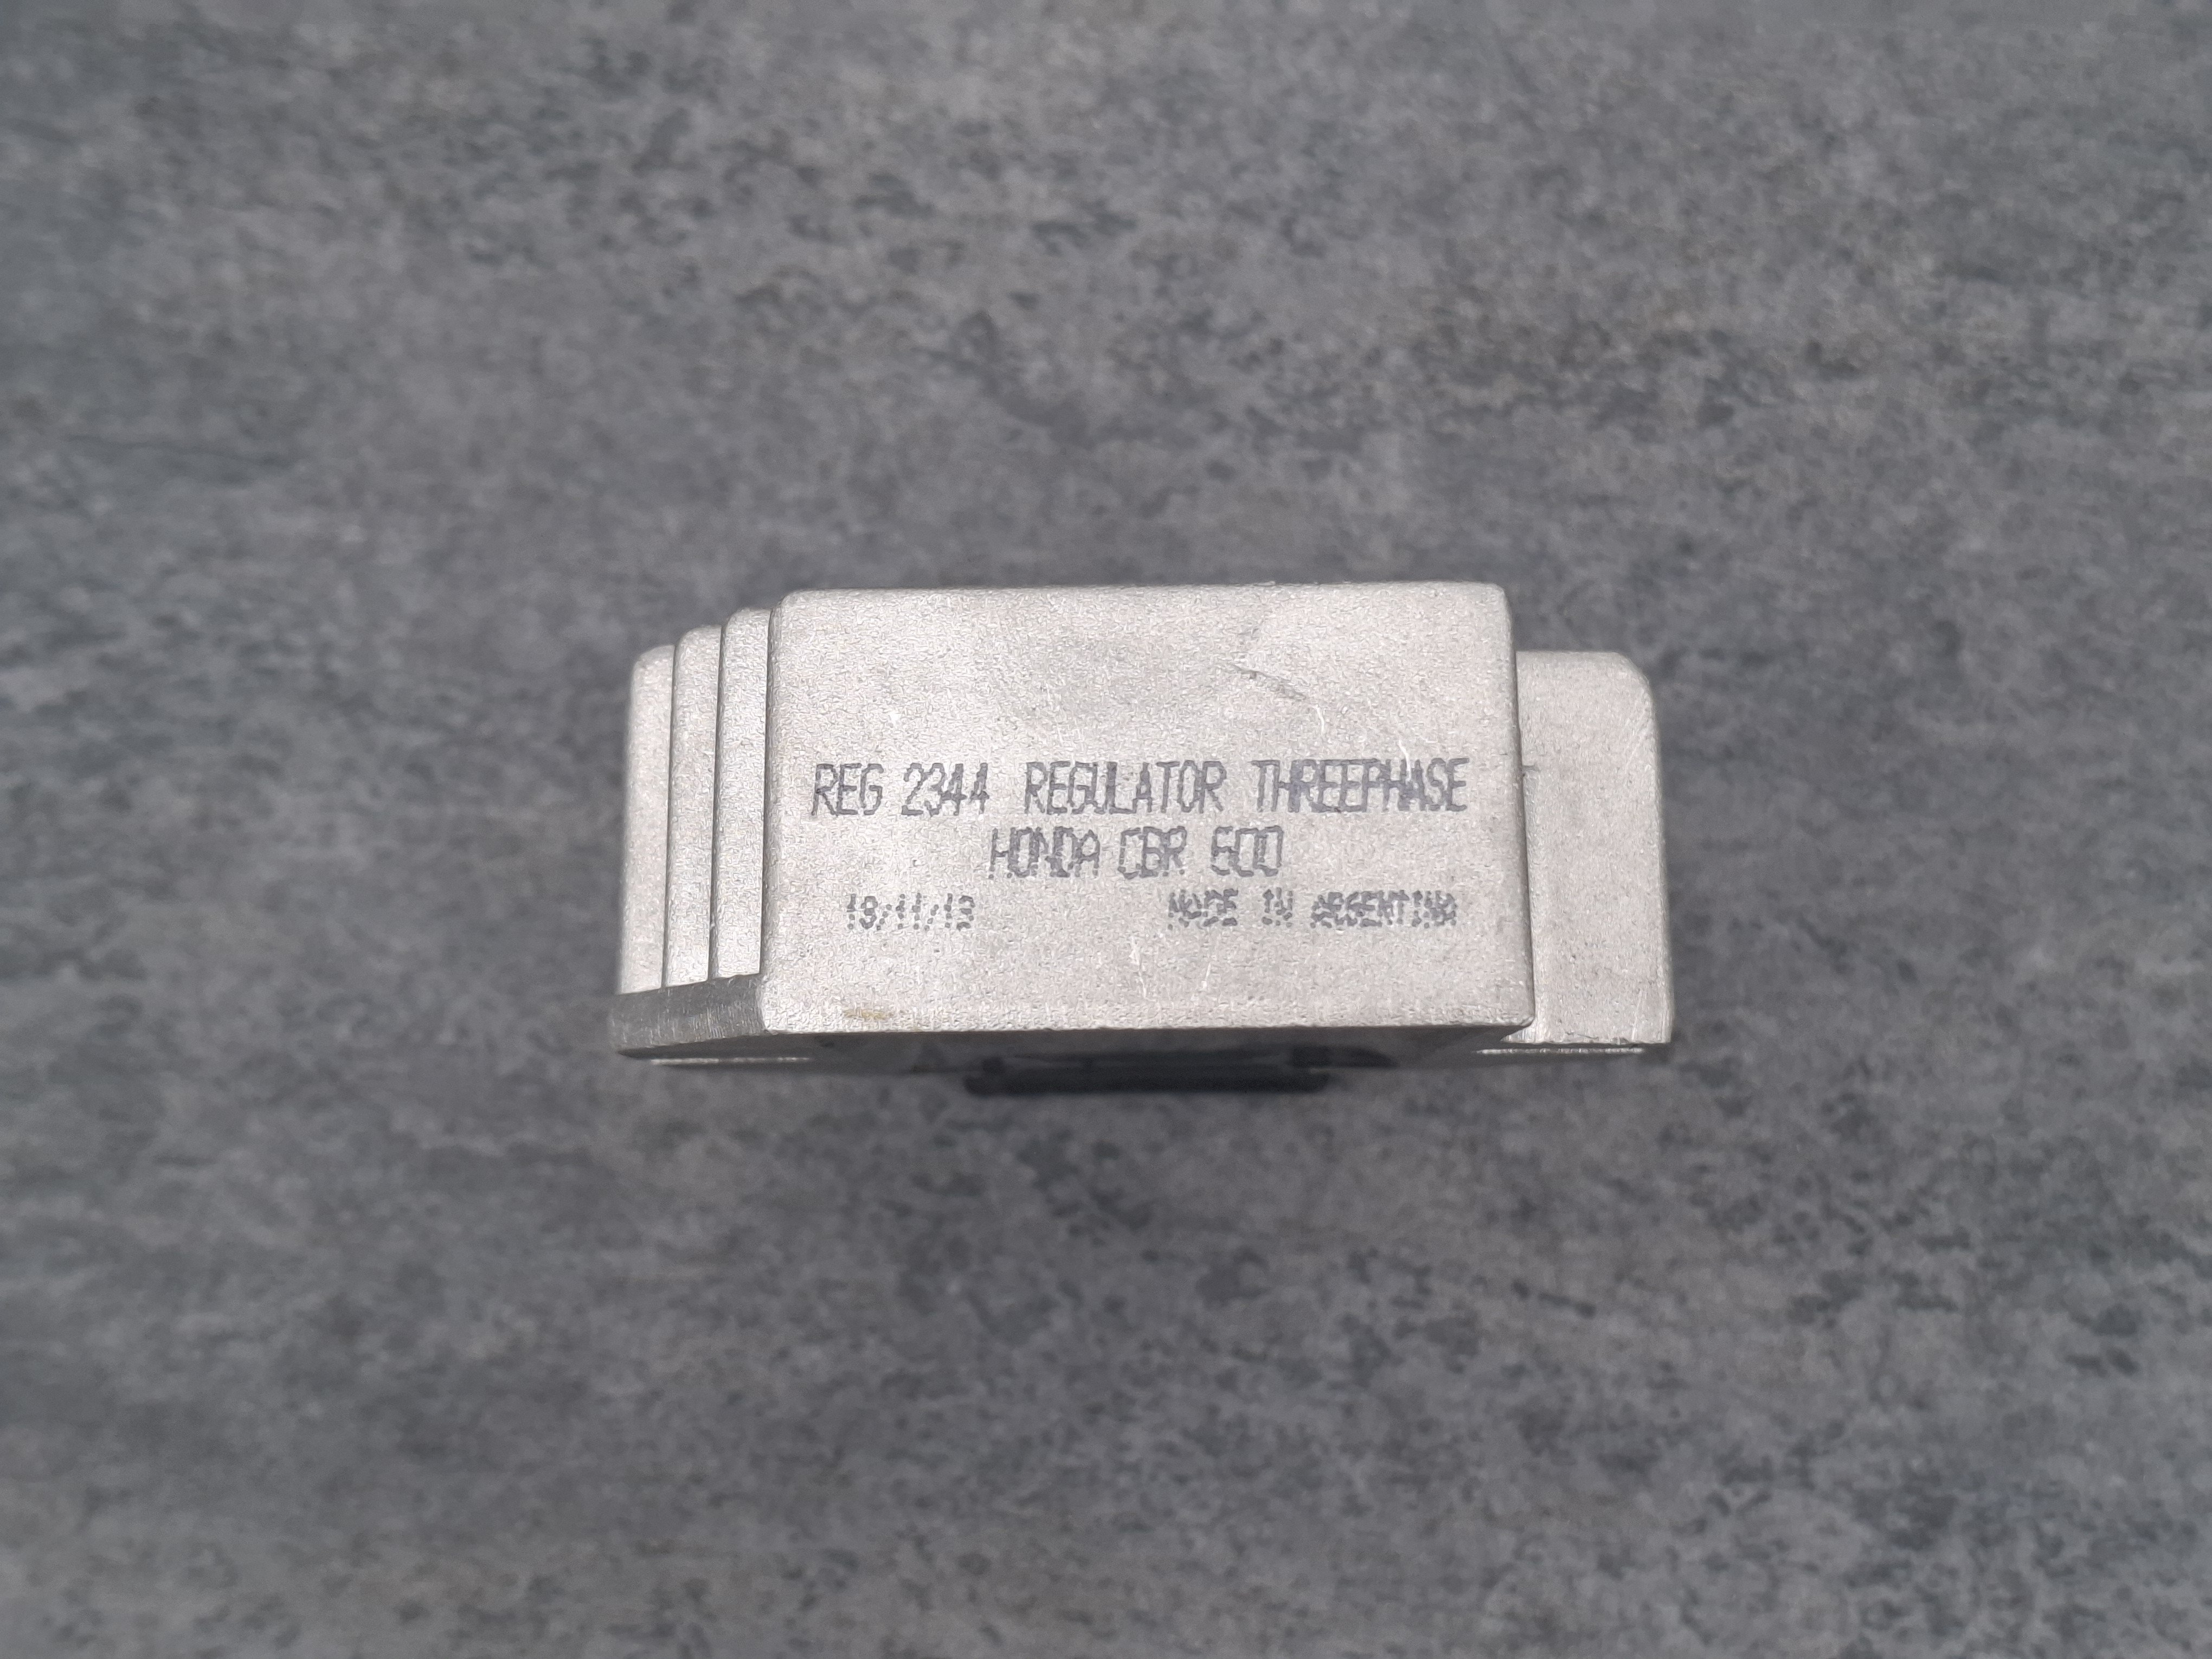 REG 2344 REGULATOR THREEPHASE
HONDA CBR 600
MADE IN ARGENTINA